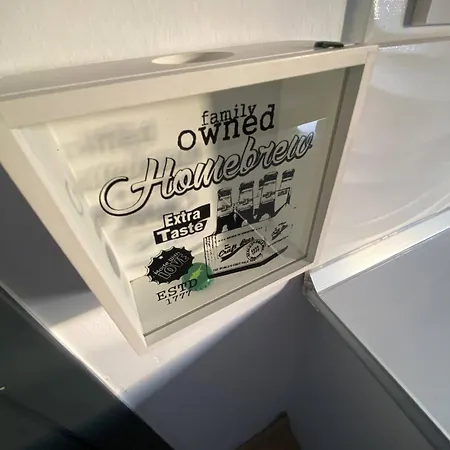 family
owned
Homebrew
Extra
Taste
ESTD
1777